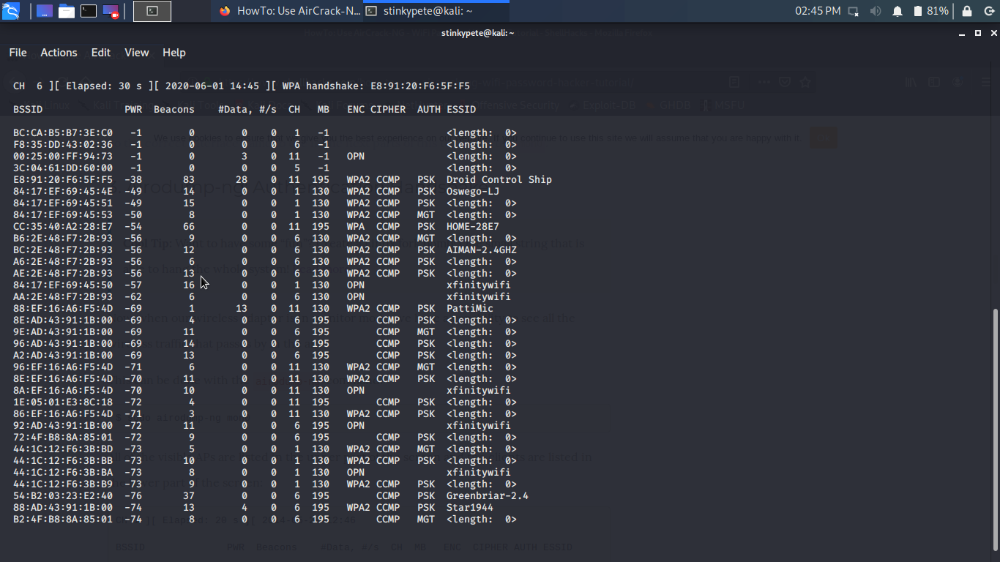 HowTo: Use AirCrack-N... stinkypete@kali: ~ 02:45 PM 81%
stinkypete@kali: ~
File Actions Edit View Help
CH 6 ][ Elapsed: 30 s ][ 2020-06-01 14:45 ][ WPA handshake: E8:91:20:F6:5F:F5
BSSID PWR Beacons #Data, #/s CH MB ENC CIPHER AUTH ESSID
BC:CA:B5:B7:3E:C0 -1 0 0 0 1 -1 <length: 0>
F8:35:DD:43:02:36 -1 0 0 0 6 -1 <length: 0>
00:25:00:FF:94:73 -1 0 3 0 11 -1 OPN <length: 0>
3C:04:61:DD:60:00 -1 0 0 0 5 -1 <length: 0>
E8:91:20:F6:5F:F5 -38 83 28 0 11 195 WPA2 CCMP PSK Droid Control Ship
84:17:EF:69:45:4E -49 14 0 0 1 130 WPA2 CCMP PSK Oswego-LJ
84:17:EF:69:45:51 -49 15 0 0 1 130 WPA2 CCMP PSK <length: 0>
84:17:EF:69:45:53 -50 8 0 0 1 130 WPA2 CCMP MGT <length: 0>
CC:35:40:A2:28:E7 -54 66 0 0 11 195 WPA CCMP PSK HOME-28E7
B6:2E:48:F7:2B:93 -56 9 0 0 6 130 WPA2 CCMP MGT <length: 0>
BC:2E:48:F7:2B:93 -56 12 0 0 6 130 WPA2 CCMP PSK AIMAN-2.4GHZ
A6:2E:48:F7:2B:93 -56 6 0 0 6 130 WPA2 CCMP PSK <length: 0>
AE:2E:48:F7:2B:93 -56 13 0 0 6 130 WPA2 CCMP PSK <length: 0>
84:17:EF:69:45:50 -57 16 0 0 1 130 OPN xfinitywifi
AA:2E:48:F7:2B:93 -62 6 0 0 6 130 OPN xfinitywifi
88:EF:16:A6:F5:4D -69 1 13 0 11 130 WPA2 CCMP PSK PattiMic
8E:AD:43:91:1B:00 -69 4 0 0 6 195 CCMP PSK <length: 0>
9E:AD:43:91:1B:00 -69 11 0 0 6 195 CCMP MGT <length: 0>
96:AD:43:91:1B:00 -69 14 0 0 6 195 CCMP PSK <length: 0>
A2:AD:43:91:1B:00 -69 13 0 0 6 195 CCMP PSK <length: 0>
96:EF:16:A6:F5:4D -71 6 0 0 11 130 WPA2 CCMP MGT <length: 0>
8E:EF:16:A6:F5:4D -70 11 0 0 11 130 WPA2 CCMP PSK <length: 0>
8A:EF:16:A6:F5:4D -70 10 0 0 11 130 OPN xfinitywifi
1E:05:01:E3:8C:18 -72 4 0 0 11 195 CCMP PSK <length: 0>
86:EF:16:A6:F5:4D -71 3 0 0 11 130 WPA2 CCMP PSK <length: 0>
92:AD:43:91:1B:00 -72 11 0 0 6 195 OPN xfinitywifi
72:4F:B8:8A:85:01 -72 9 0 0 6 195 CCMP PSK <length: 0>
44:1C:12:F6:3B:BD -73 5 0 0 1 130 WPA2 CCMP MGT <length: 0>
44:1C:12:F6:3B:BB -73 10 0 0 1 130 WPA2 CCMP PSK <length: 0>
44:1C:12:F6:3B:BA -73 8 0 0 1 130 OPN xfinitywifi
44:1C:12:F6:3B:B9 -73 9 0 0 1 130 WPA2 CCMP PSK <length: 0>
54:B2:03:23:E2:40 -76 37 0 0 6 195 CCMP PSK Greenbriar-2.4
88:AD:43:91:1B:00 -74 13 4 0 6 195 WPA2 CCMP PSK Star1944
B2:4F:B8:8A:85:01 -74 8 0 0 6 195 CCMP MGT <length: 0>
BSSID PWR Beacons #Data, #/s CH MB ENC CIPHER AUTH ESSID